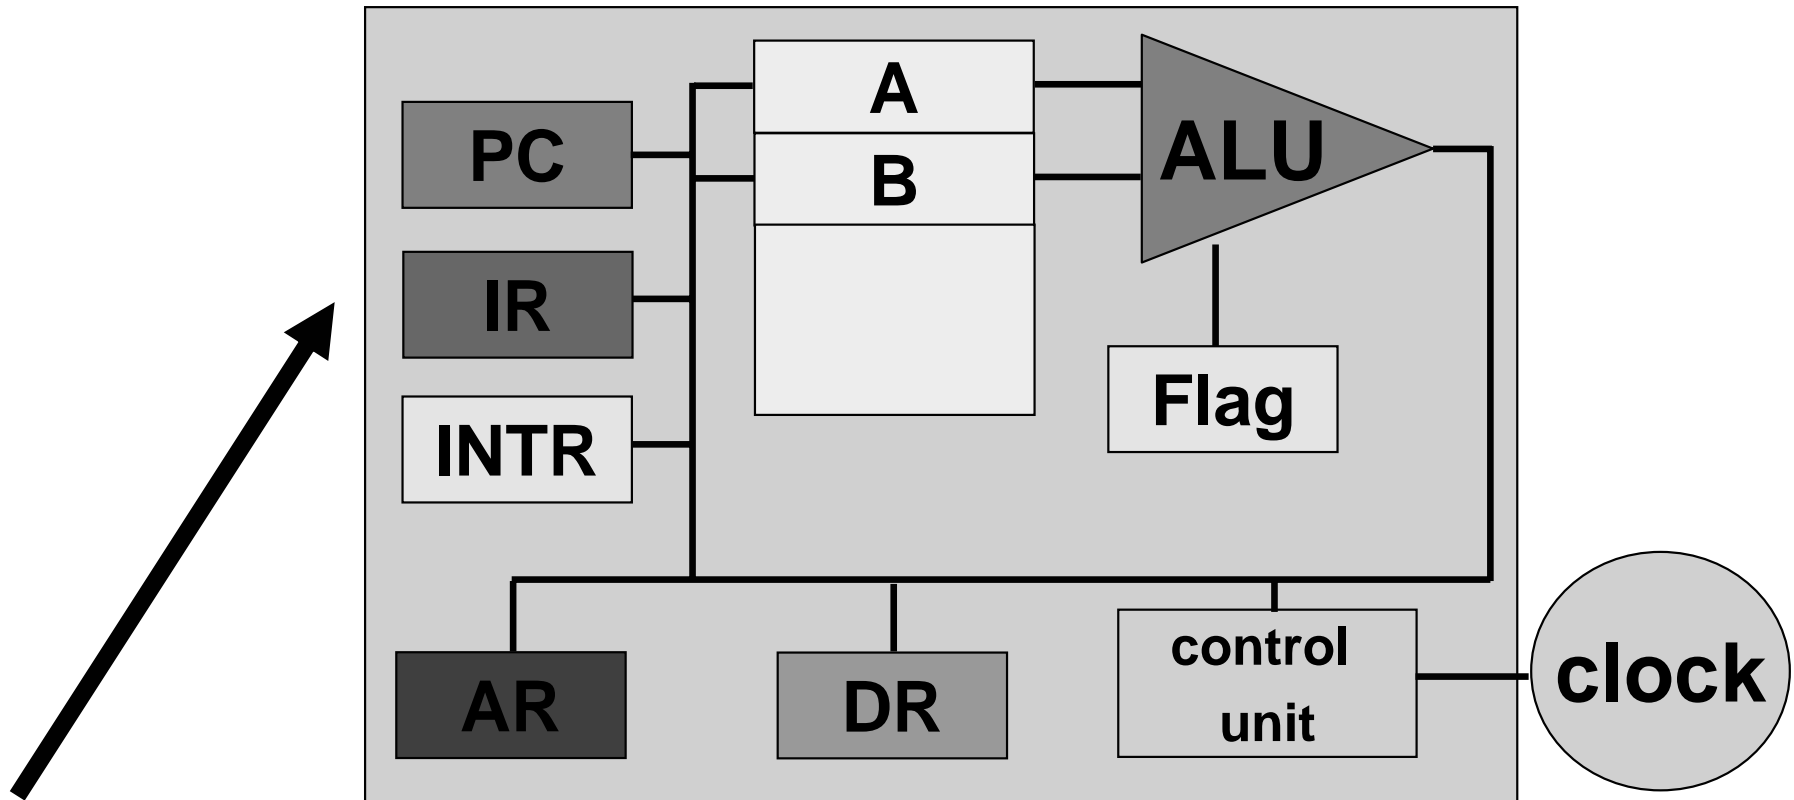 A
PC
ALU
B
IR
Flag
INTR
control
unit
clock
AR
DR